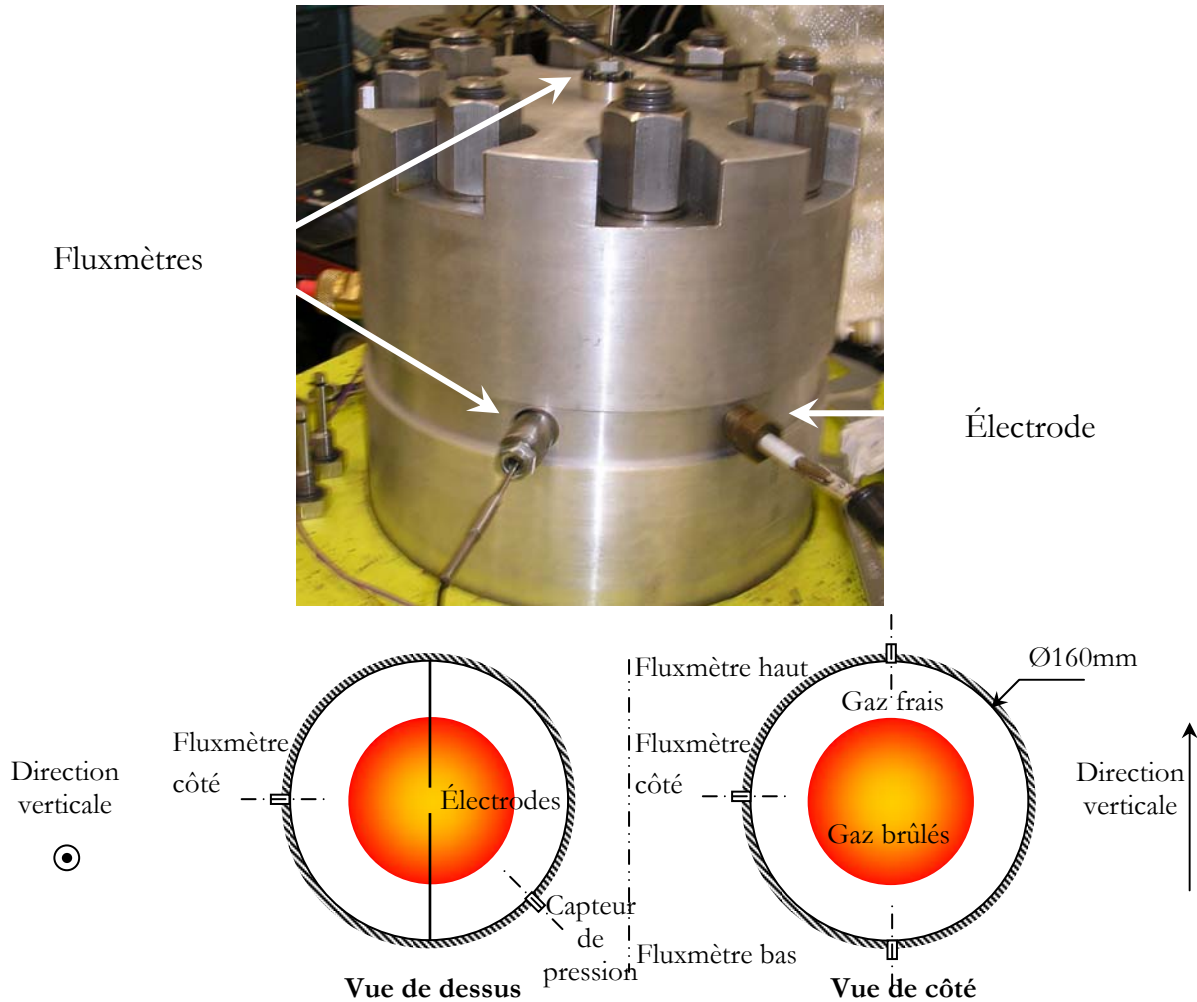 Fluxmètres
Électrode
Fluxmètre haut
Ø160mm
Gaz frais
Fluxmètre
côté
Fluxmètre
côté
Direction
verticale
Électrodes
Direction
verticale
Gaz brûlés
Capteur
de
pression
Fluxmètre bas
Vue de dessus
Vue de côté